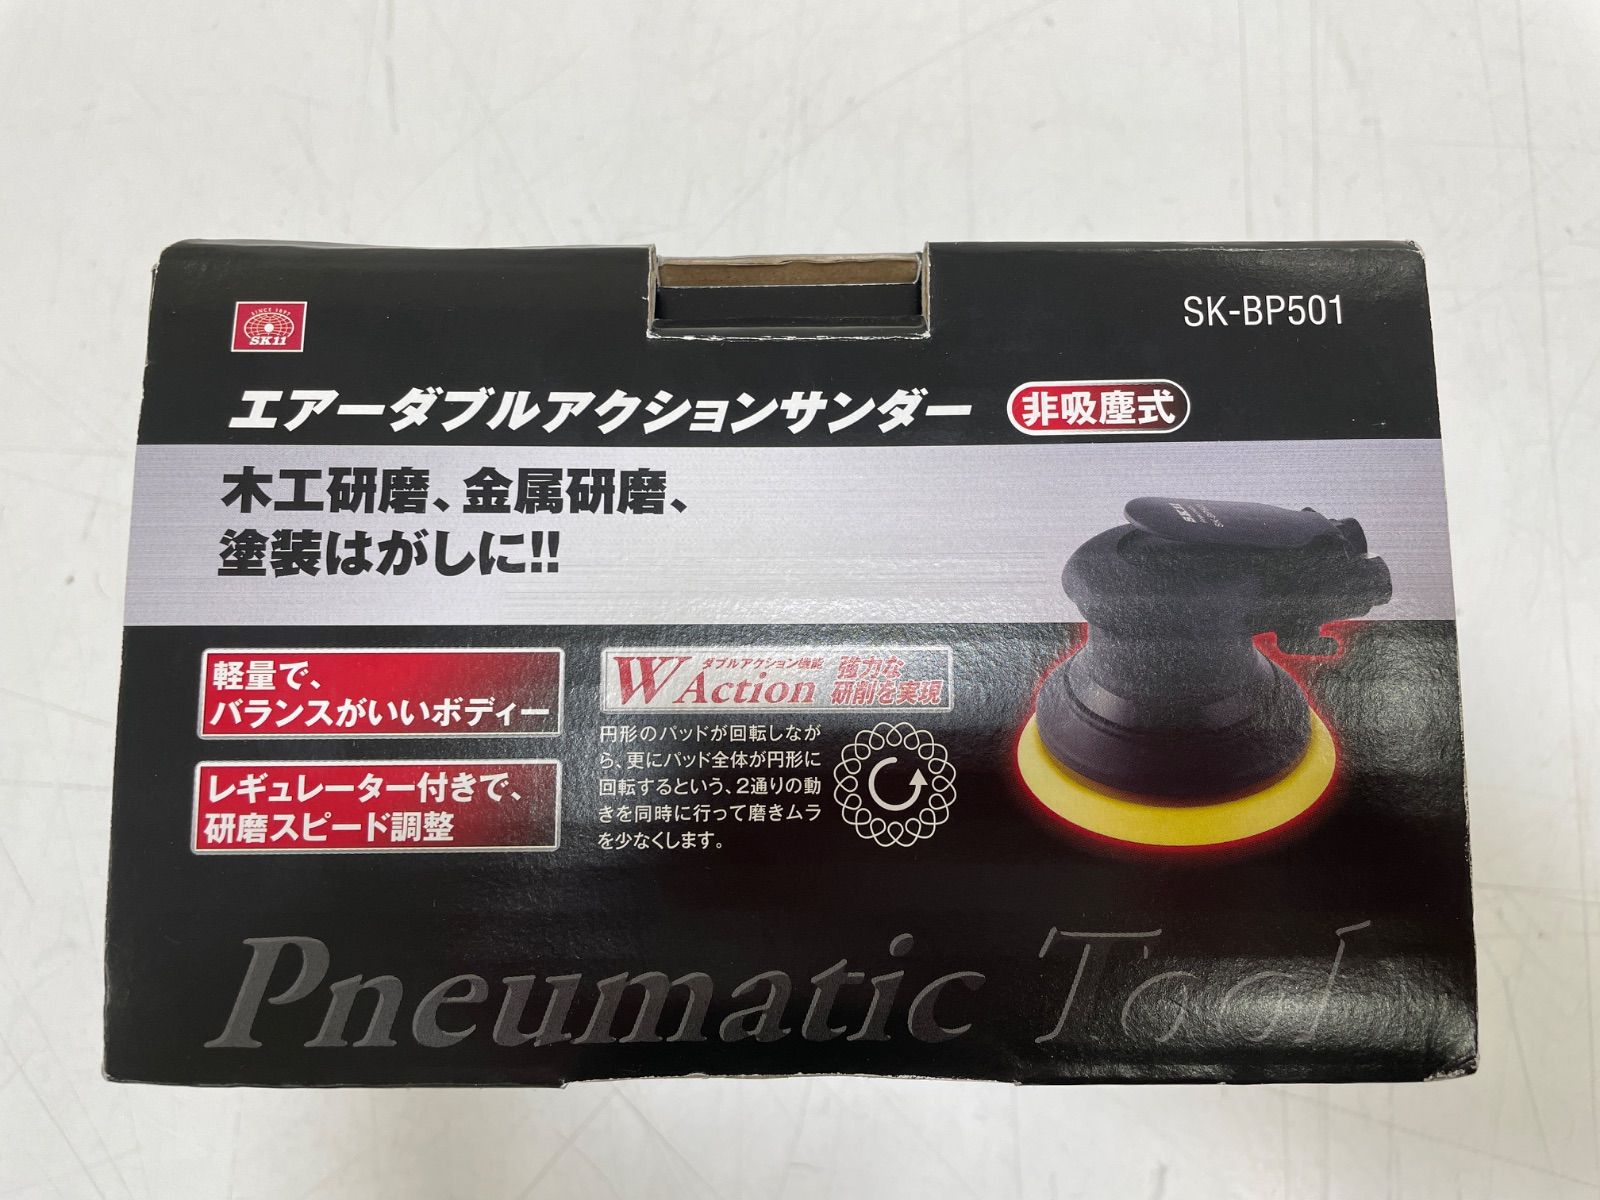 SINCE 1897
SK11
SK-BP501
エアーダブルアクションサンダー
非吸塵式
木工研磨、金属研磨、
塗装はがしに!!
SK11
軽量で、
バランスがいいボディー
レギュレーター付きで、
研磨スピード調整
ダブルアクション機能
W Action
強力な
研削を実現
円形のパッドが回転しなが
ら、更にパッド全体が円形に
回転するという、2通りの動
きを同時に行って磨きムラ
を少なくします。
Pneumatic Tool